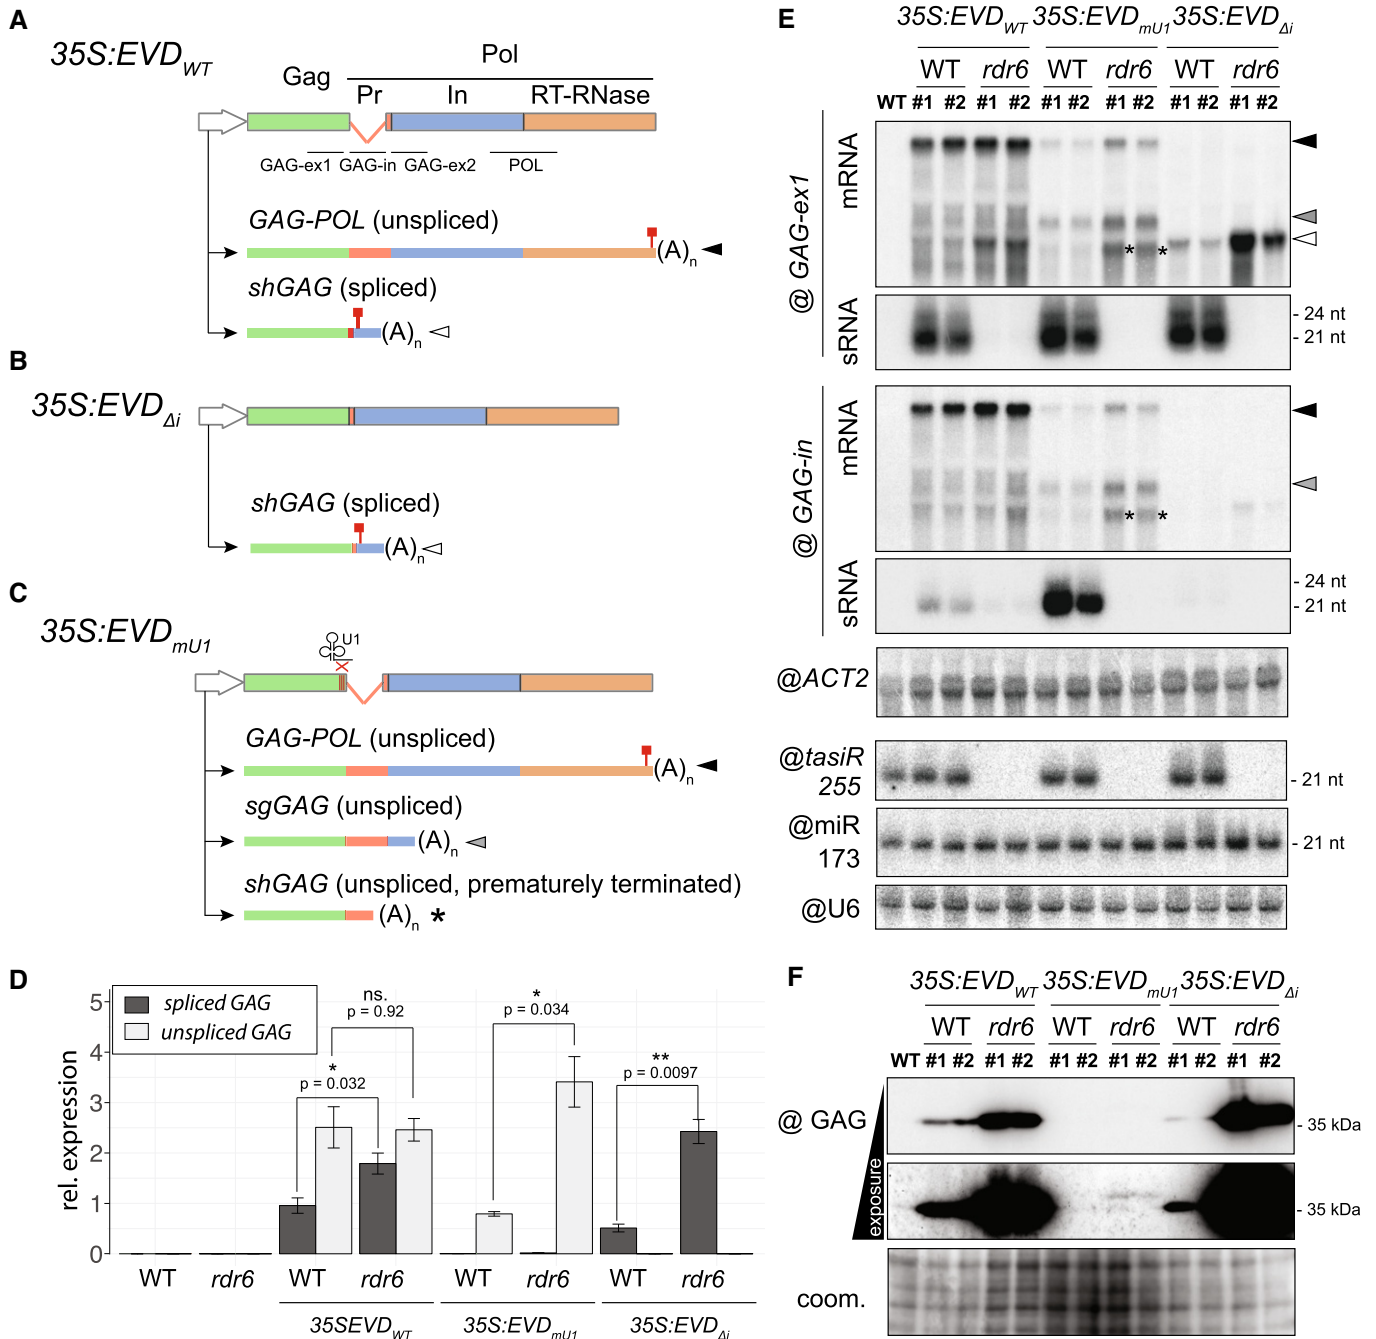 A
35S:EVD WT
Gag
Pol
Pr In RT-RNase
GAG-ex1 GAG-in GAG-ex2 POL
GAG-POL (unspliced)
(A)n
shGAG (spliced)
(A)n
B
35S:EVD Δi
shGAG (spliced)
(A)n
C
35S:EVD mU1
U1
X
GAG-POL (unspliced)
(A)n
sgGAG (unspliced)
(A)n
shGAG (unspliced, prematurely terminated)
(A)n *
D
rel. expression
5
4
3
2
1
0
spliced GAG
unspliced GAG
ns.
p = 0.92
*
p = 0.032
*
p = 0.034
**
p = 0.0097
WT rdr6 WT rdr6 WT rdr6 WT rdr6
35SEVD WT 35S:EVD mU1 35S:EVD Δi
E
35S:EVD WT 35S:EVD mU1 35S:EVD Δi
WT rdr6 WT rdr6 WT rdr6
WT #1 #2 #1 #2 #1 #2 #1 #2 #1 #2 #1 #2
@ GAG-ex1
mRNA
* *
sRNA
- 24 nt
- 21 nt
@ GAG-in
mRNA
* *
sRNA
- 24 nt
- 21 nt
@ACT2
@tasiR
255
- 21 nt
@miR
173
- 21 nt
@U6
F
35S:EVD WT 35S:EVD mU1 35S:EVD Δi
WT rdr6 WT rdr6 WT rdr6
WT #1 #2 #1 #2 #1 #2 #1 #2 #1 #2 #1 #2
@ GAG
- 35 kDa
exposure
- 35 kDa
coom.